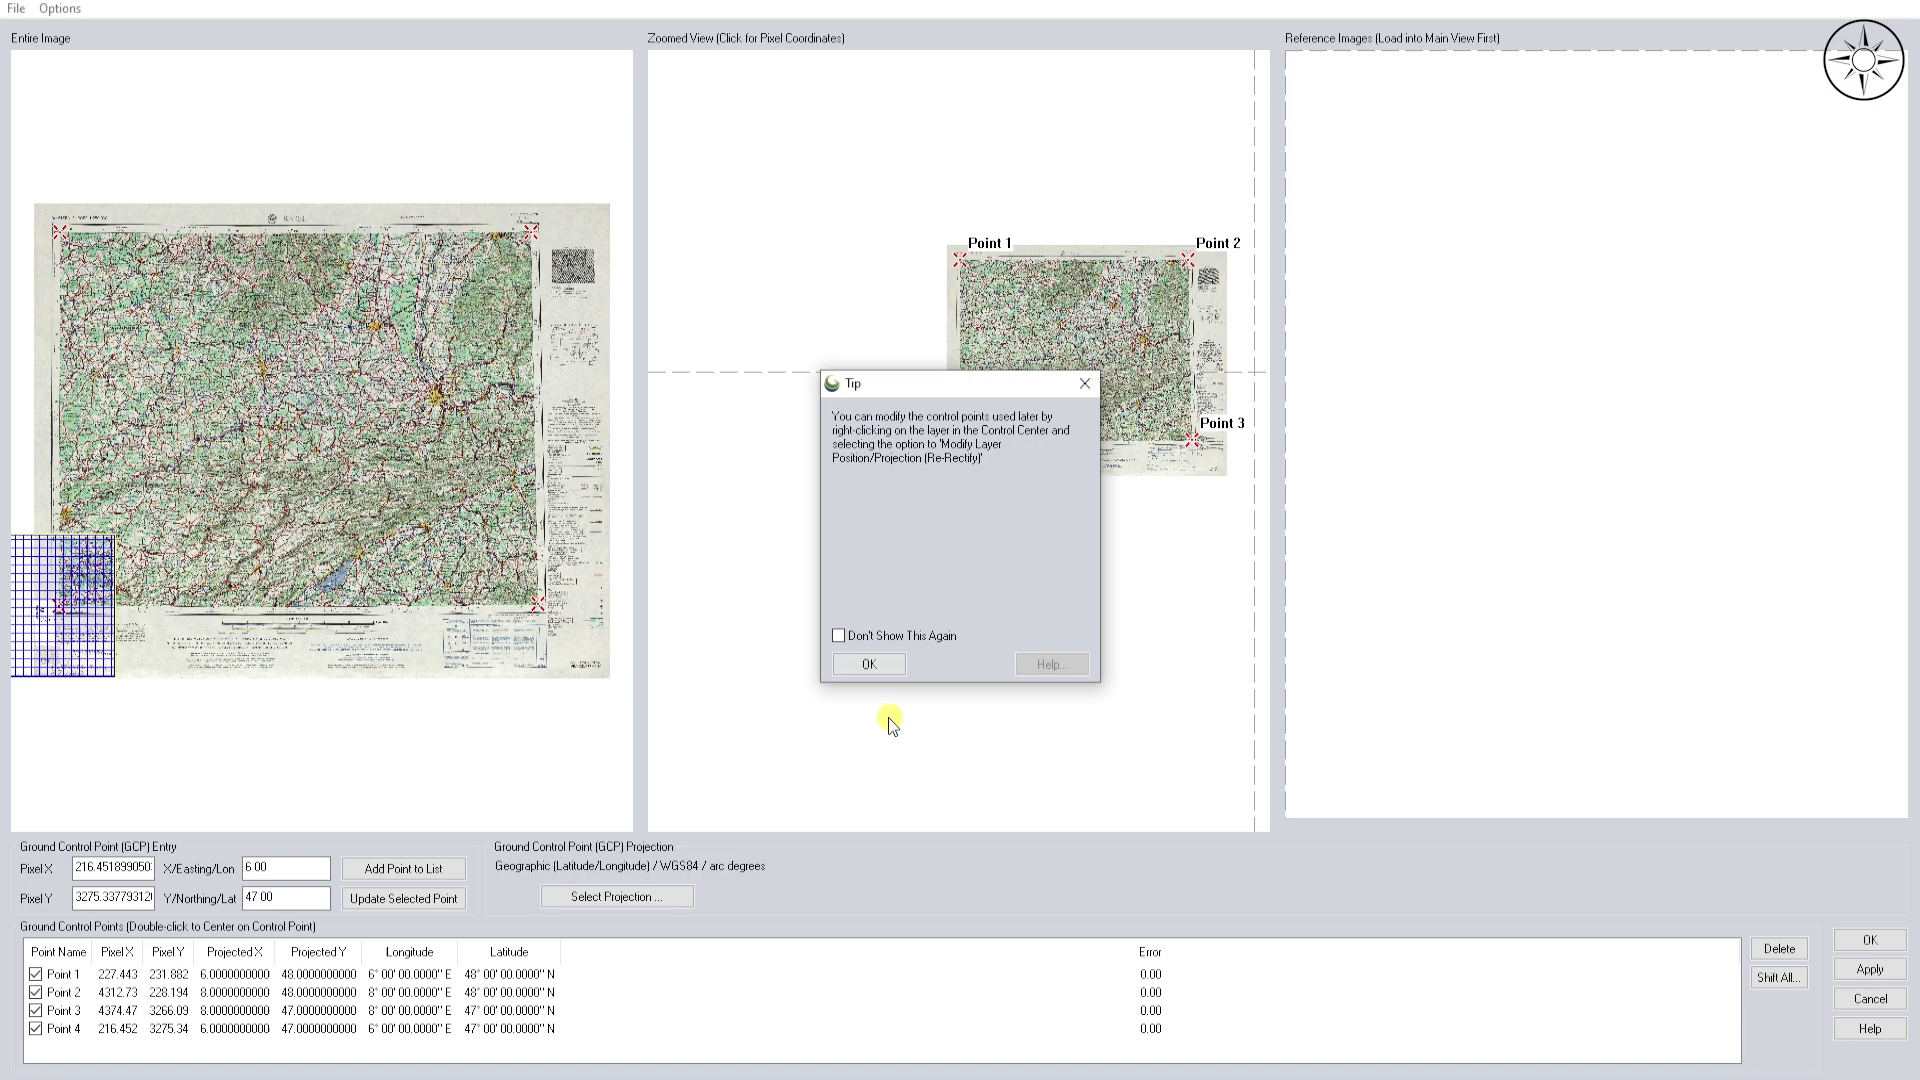 File Options
Entire Image
Zoomed View (Click for Pixel Coordinates)
Reference Images (Load into Main View First)
Point 1
Point 2
Point 3
Tip
You can modify the control points used later by
right-clicking on the layer in the Control Center and
selecting the option to 'Modify Layer
Position/Projection (Re-Rectify)'
Don't Show This Again
OK
Help...
Ground Control Point (GCP) Entry
Pixel X 216.451899050 X/Easting/Lon 6 00 Add Point to List
Pixel Y 3275.33779312 Y/Northing/Lat 47 00 Update Selected Point
Ground Control Point (GCP) Projection
Geographic (Latitude/Longitude) / WGS84 / arc degrees
Select Projection ...
Ground Control Points (Double-click to Center on Control Point)
Point Name Pixel X Pixel Y Projected X Projected Y Longitude Latitude Error
Point 1 227.443 231.882 6.0000000000 48.0000000000 6° 00' 00.0000" E 48° 00' 00.0000" N 0.00
Point 2 4312.73 228.194 8.0000000000 48.0000000000 8° 00' 00.0000" E 48° 00' 00.0000" N 0.00
Point 3 4374.47 3266.09 8.0000000000 47.0000000000 8° 00' 00.0000" E 47° 00' 00.0000" N 0.00
Point 4 216.452 3275.34 6.0000000000 47.0000000000 6° 00' 00.0000" E 47° 00' 00.0000" N 0.00
Delete
Shift All...
OK
Apply
Cancel
Help